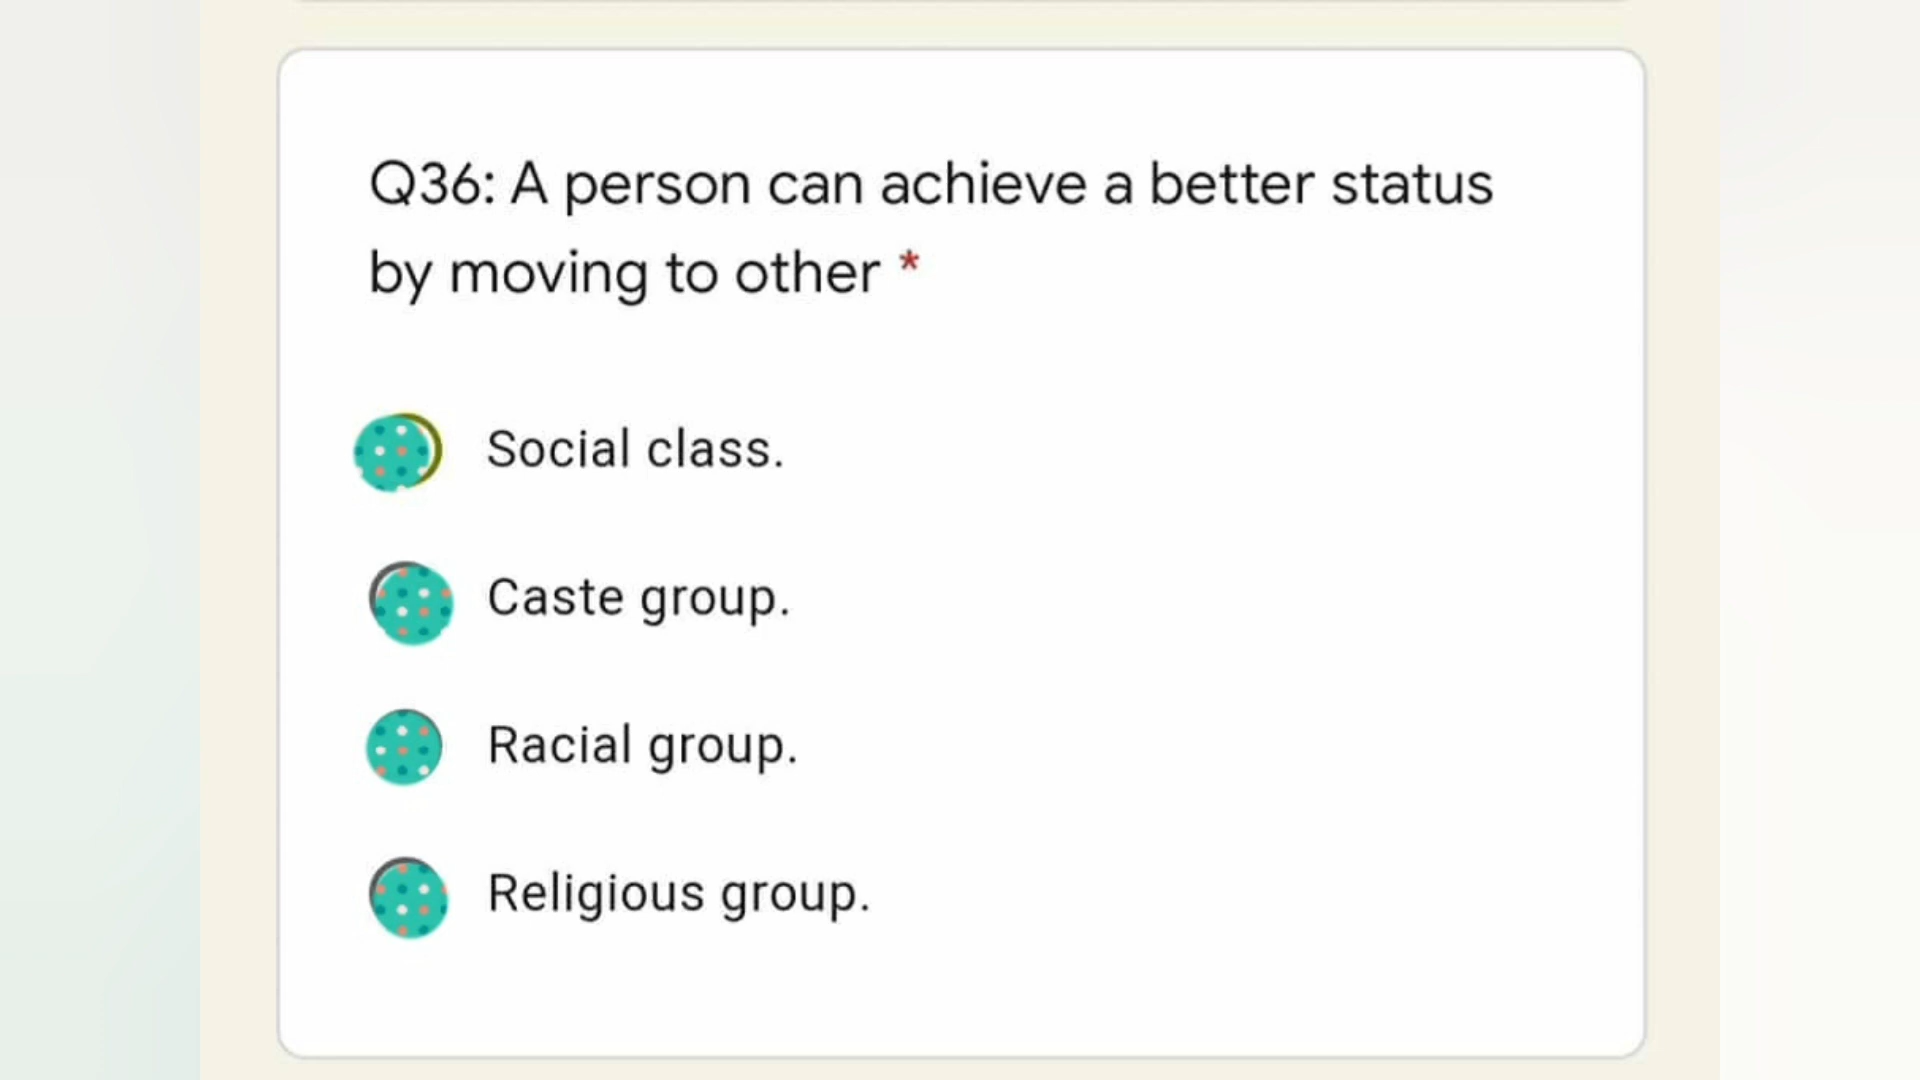 Q36: A person can achieve a better status
by moving to other *
Social class.
Caste group.
Racial group.
Religious group.